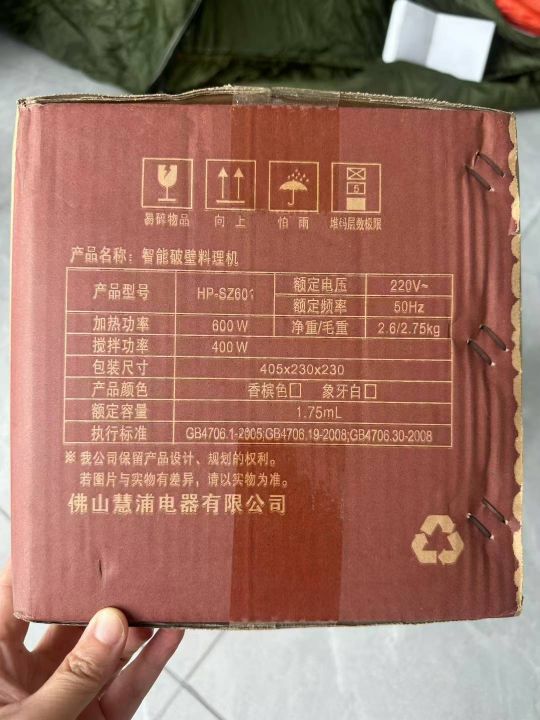 5
易碎物品 向上 怕雨 堆码层数极限
产品名称：智能破壁料理机
产品型号 HP-SZ601 额定电压 220V~
额定频率 50Hz
加热功率 600W 净重/毛重 2.6/2.75kg
搅拌功率 400W
包装尺寸 405x230x230
产品颜色 香槟色□ 象牙白□
额定容量 1.75mL
执行标准 GB4706.1-2005;GB4706.19-2008;GB4706.30-2008
※ 我公司保留产品设计、规划的权利。
若图片与实物有差异，请以实物为准。
佛山慧浦电器有限公司